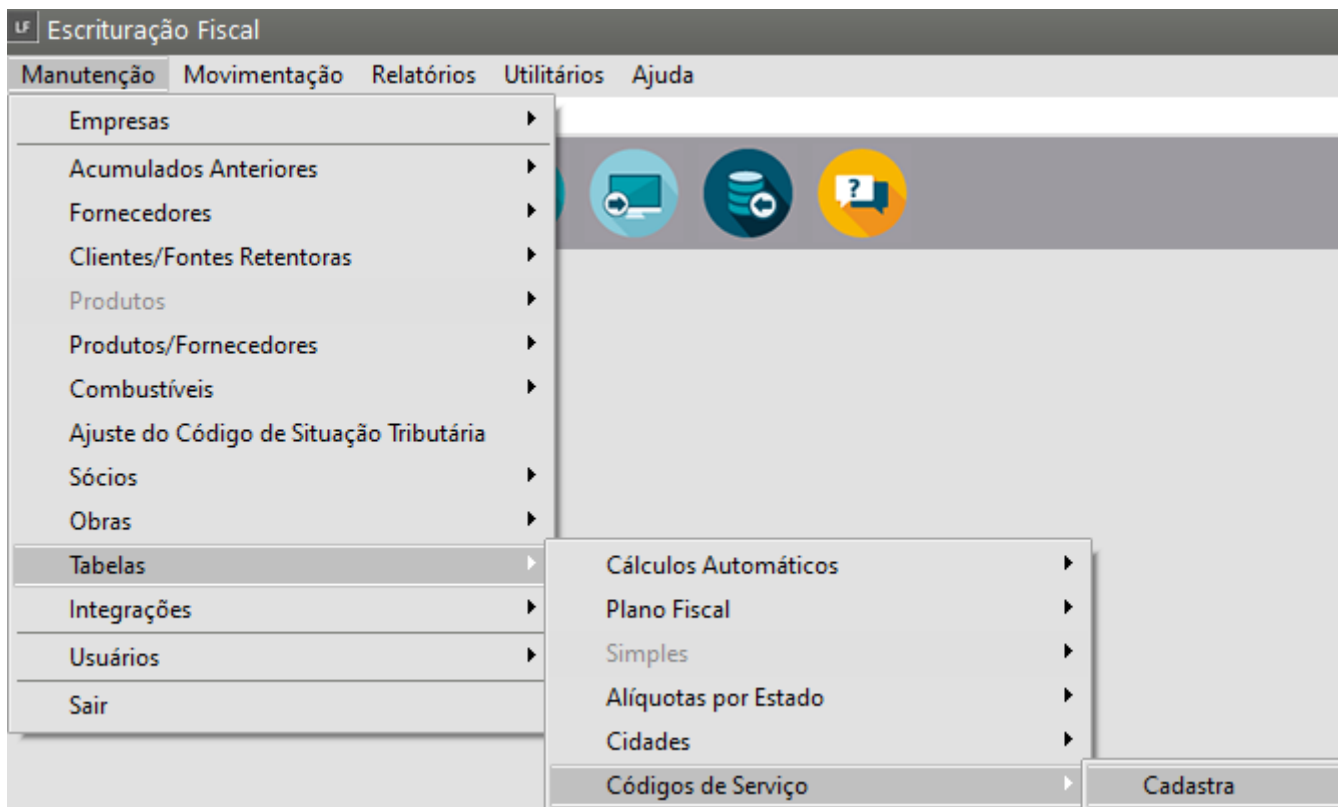 LF Escrituração Fiscal
Manutenção Movimentação Relatórios Utilitários Ajuda
Empresas
Acumulados Anteriores
Fornecedores
?
Clientes/Fontes Retentoras
Produtos
Produtos/Fornecedores
Combustíveis
Ajuste do Código de Situação Tributária
Sócios
Obras
Tabelas
Integrações
Usuários
Sair
Cálculos Automáticos
Plano Fiscal
Simples
Alíquotas por Estado
Cidades
Códigos de Serviço
Cadastra